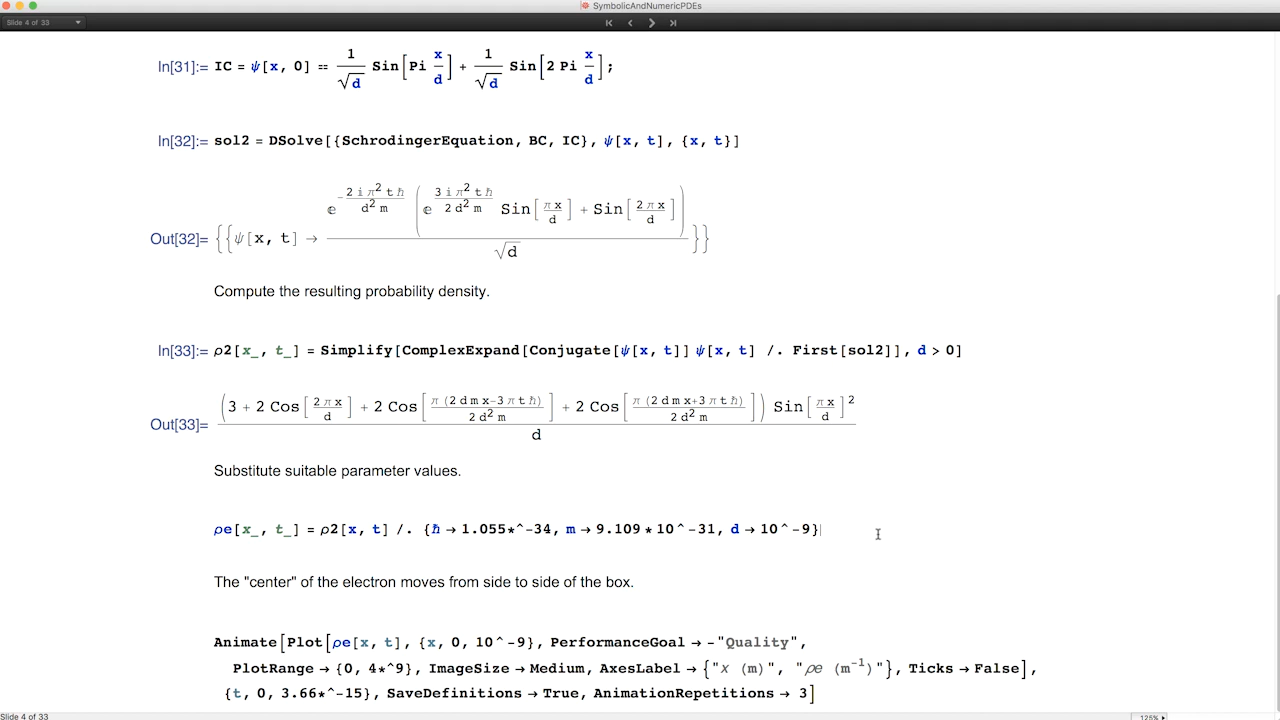 SymbolicAndNumericPDEs
Slide 4 of 33
In[31]:= IC = ψ[x, 0] == 1/√d Sin[Pi x/d] + 1/√d Sin[2 Pi x/d];
In[32]:= sol2 = DSolve[{SchrodingerEquation, BC, IC}, ψ[x, t], {x, t}]
Out[32]= {{ψ[x, t] → ⅇ^(-(2 i π^2 t ℏ)/(d^2 m)) (ⅇ^((3 i π^2 t ℏ)/(2 d^2 m)) Sin[π x/d] + Sin[2 π x/d])/√d}}
Compute the resulting probability density.
In[33]:= ρ2[x_, t_] = Simplify[ComplexExpand[Conjugate[ψ[x, t]] ψ[x, t] /. First[sol2]], d > 0]
Out[33]= (3 + 2 Cos[2 π x/d] + 2 Cos[π (2 d m x-3 π t ℏ)/(2 d^2 m)] + 2 Cos[π (2 d m x+3 π t ℏ)/(2 d^2 m)]) Sin[π x/d]^2/d
Substitute suitable parameter values.
ρe[x_, t_] = ρ2[x, t] /. {ℏ → 1.055*^-34, m → 9.109 * 10^-31, d → 10^-9}
The "center" of the electron moves from side to side of the box.
Animate[Plot[ρe[x, t], {x, 0, 10^-9}, PerformanceGoal → -"Quality",
PlotRange → {0, 4*^9}, ImageSize → Medium, AxesLabel → {"x (m)", "ρe (m^-1)"}, Ticks → False],
{t, 0, 3.66*^-15}, SaveDefinitions → True, AnimationRepetitions → 3]
Slide 4 of 33
125%